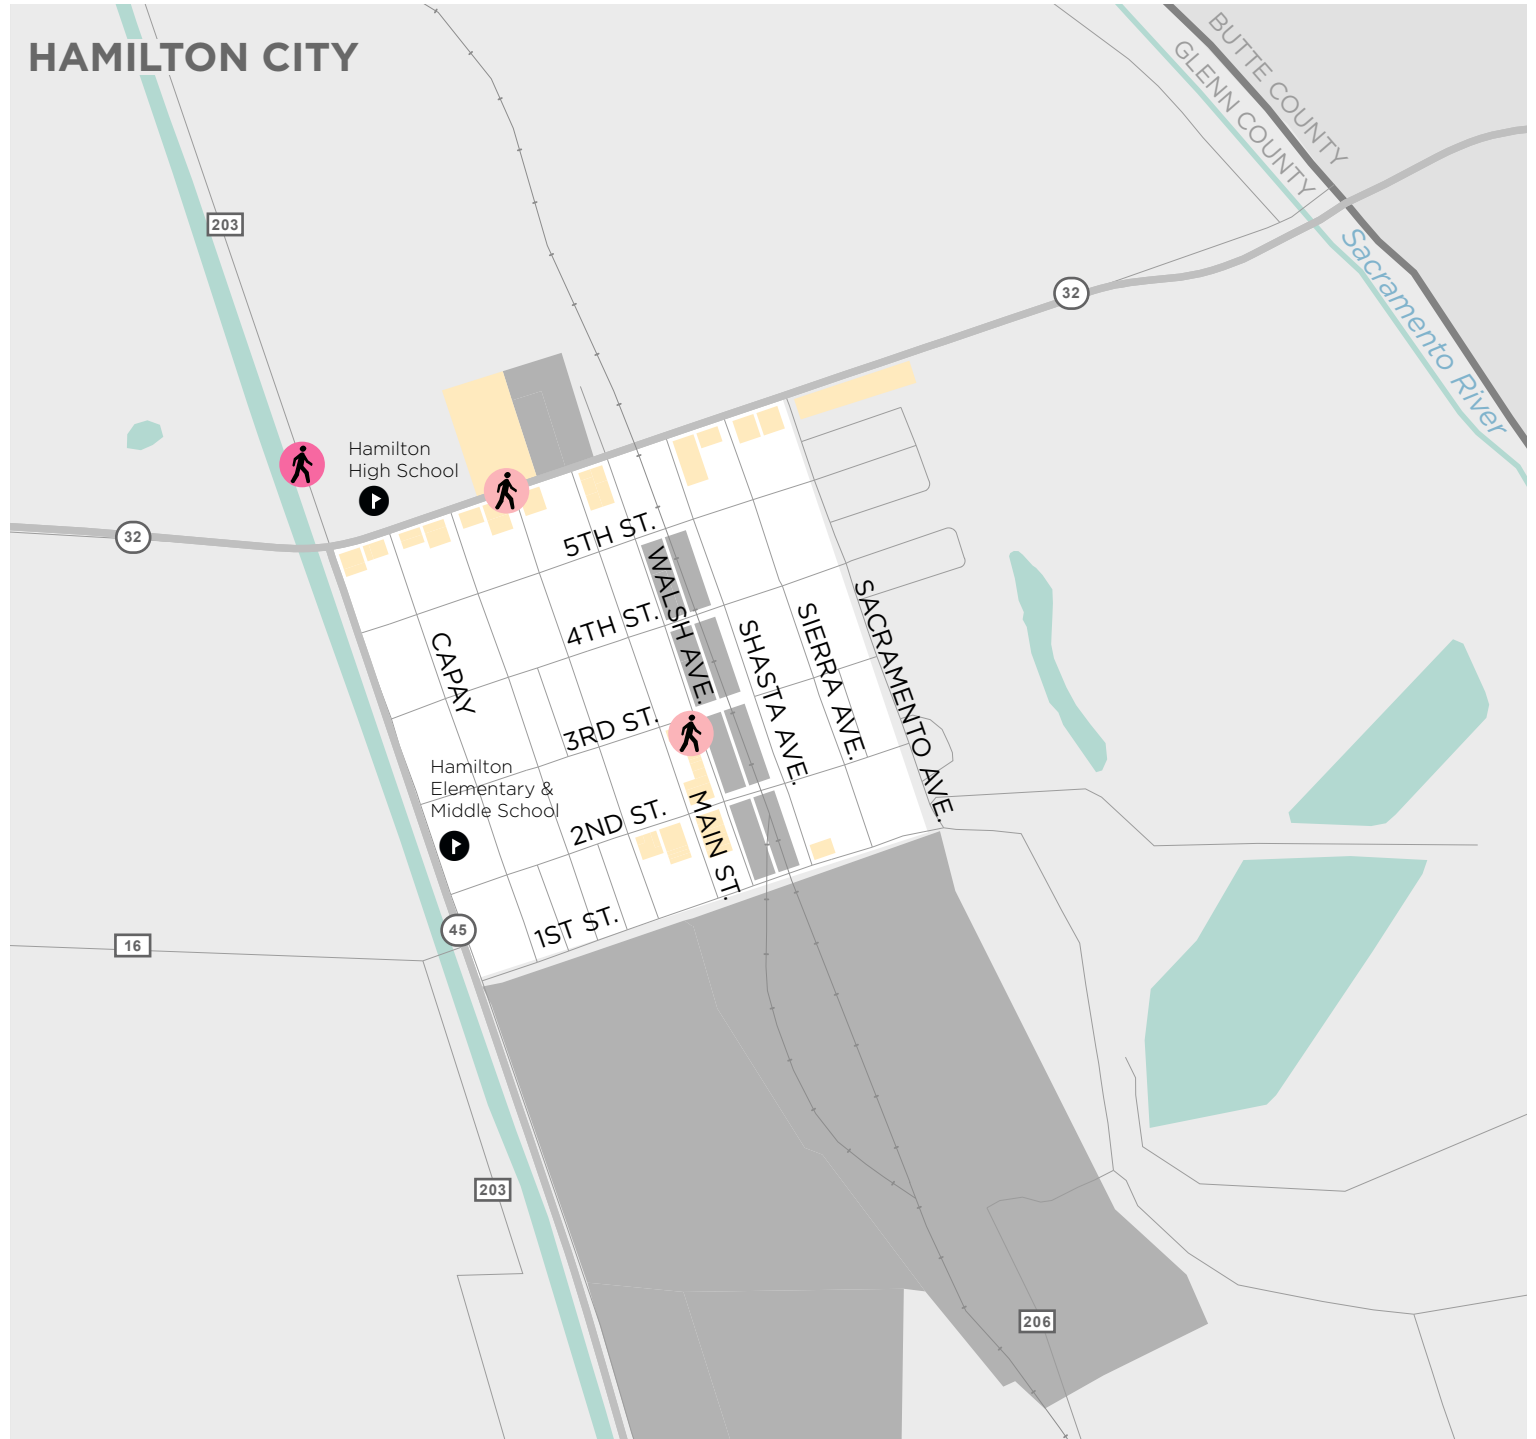 HAMILTON CITY
BUTTE COUNTY
GLENN COUNTY
203
Sacramento River
32
Hamilton
High School
32
5TH ST.
WALSH AVE.
4TH ST.
SACRAMENTO AVE.
SIERRA AVE.
SHASTA AVE.
CAPAY
3RD ST.
Hamilton
Elementary &
Middle School
MAIN ST.
2ND ST.
1ST ST.
45
16
203
206